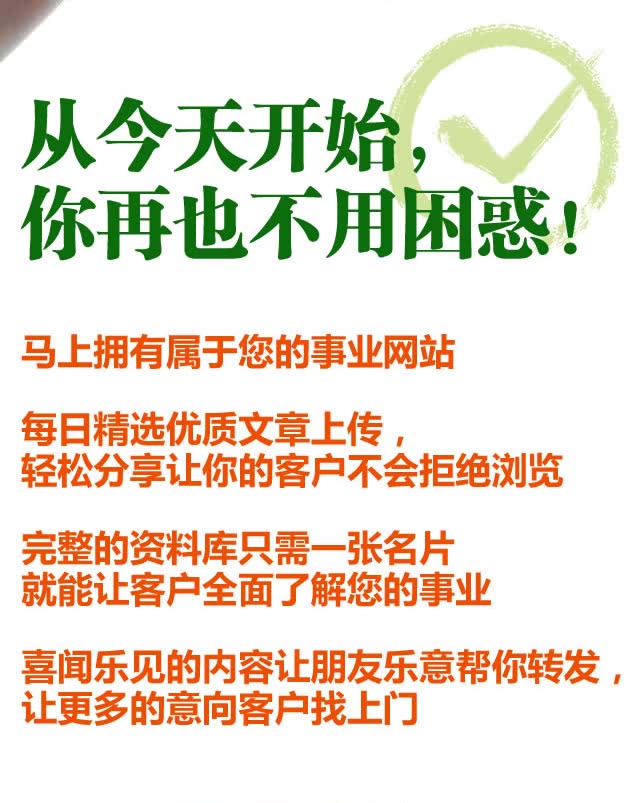 从今天开始，
你再也不用困惑！
马上拥有属于您的事业网站
每日精选优质文章上传，
轻松分享让你的客户不会拒绝浏览
完整的资料库只需一张名片
就能让客户全面了解您的事业
喜闻乐见的内容让朋友乐意帮你转发，
让更多的意向客户找上门